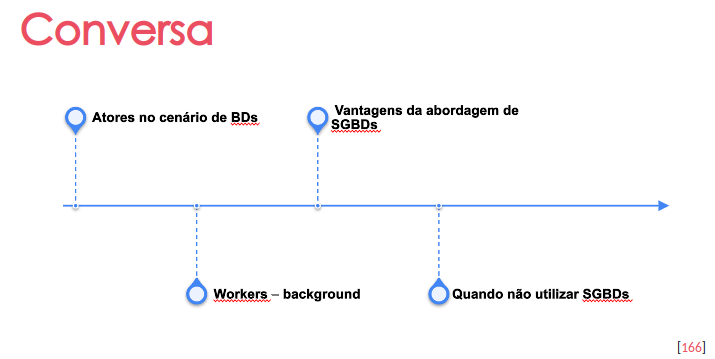 Conversa
Atores no cenário de BDs
Vantagens da abordagem de
SGBDs
Workers – background
Quando não utilizar SGBDs
[166]